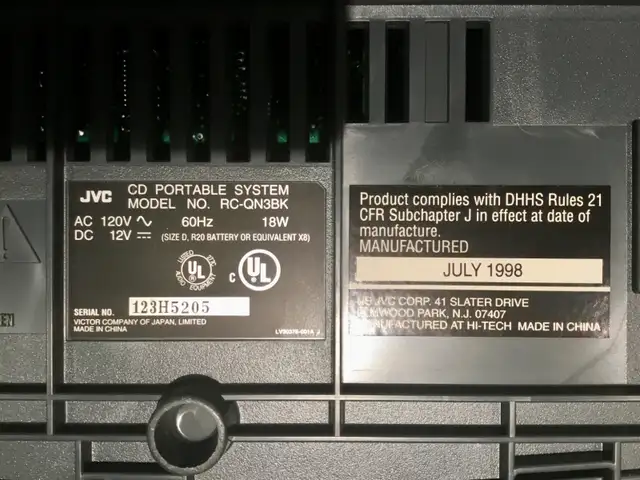 JVC CD PORTABLE SYSTEM
MODEL NO. RC-QN3BK
AC 120V 60Hz 18W
DC 12V (SIZE D, R20 BATTERY OR EQUIVALENT X8)
LISTED 27E
UL
AUDIO EQUIPMENT
C UL
SERIAL NO. 123H5205
VICTOR COMPANY OF JAPAN, LIMITED
MADE IN CHINA
Product complies with DHHS Rules 21
CFR Subchapter J in effect at date of
manufacture.
MANUFACTURED
JULY 1998
JVC CORP. 41 SLATER DRIVE
PARK, N.J. 07407
AT HI-TECH MADE IN CHINA